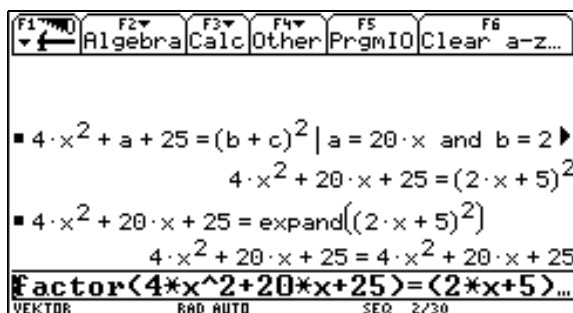 F1 F2 F3 F4 F5 F6
Algebra Calc Other PrgmIO Clear a-z…
4·x² + a + 25 = (b + c)² | a = 20·x and b = 2
4·x² + 20·x + 25 = (2·x + 5)²
4·x² + 20·x + 25 = expand((2·x + 5)²)
4·x² + 20·x + 25 = 4·x² + 20·x + 25
factor(4*x^2+20*x+25)=(2*x+5)…
VEKTOR RAD AUTO SEQ 2/30